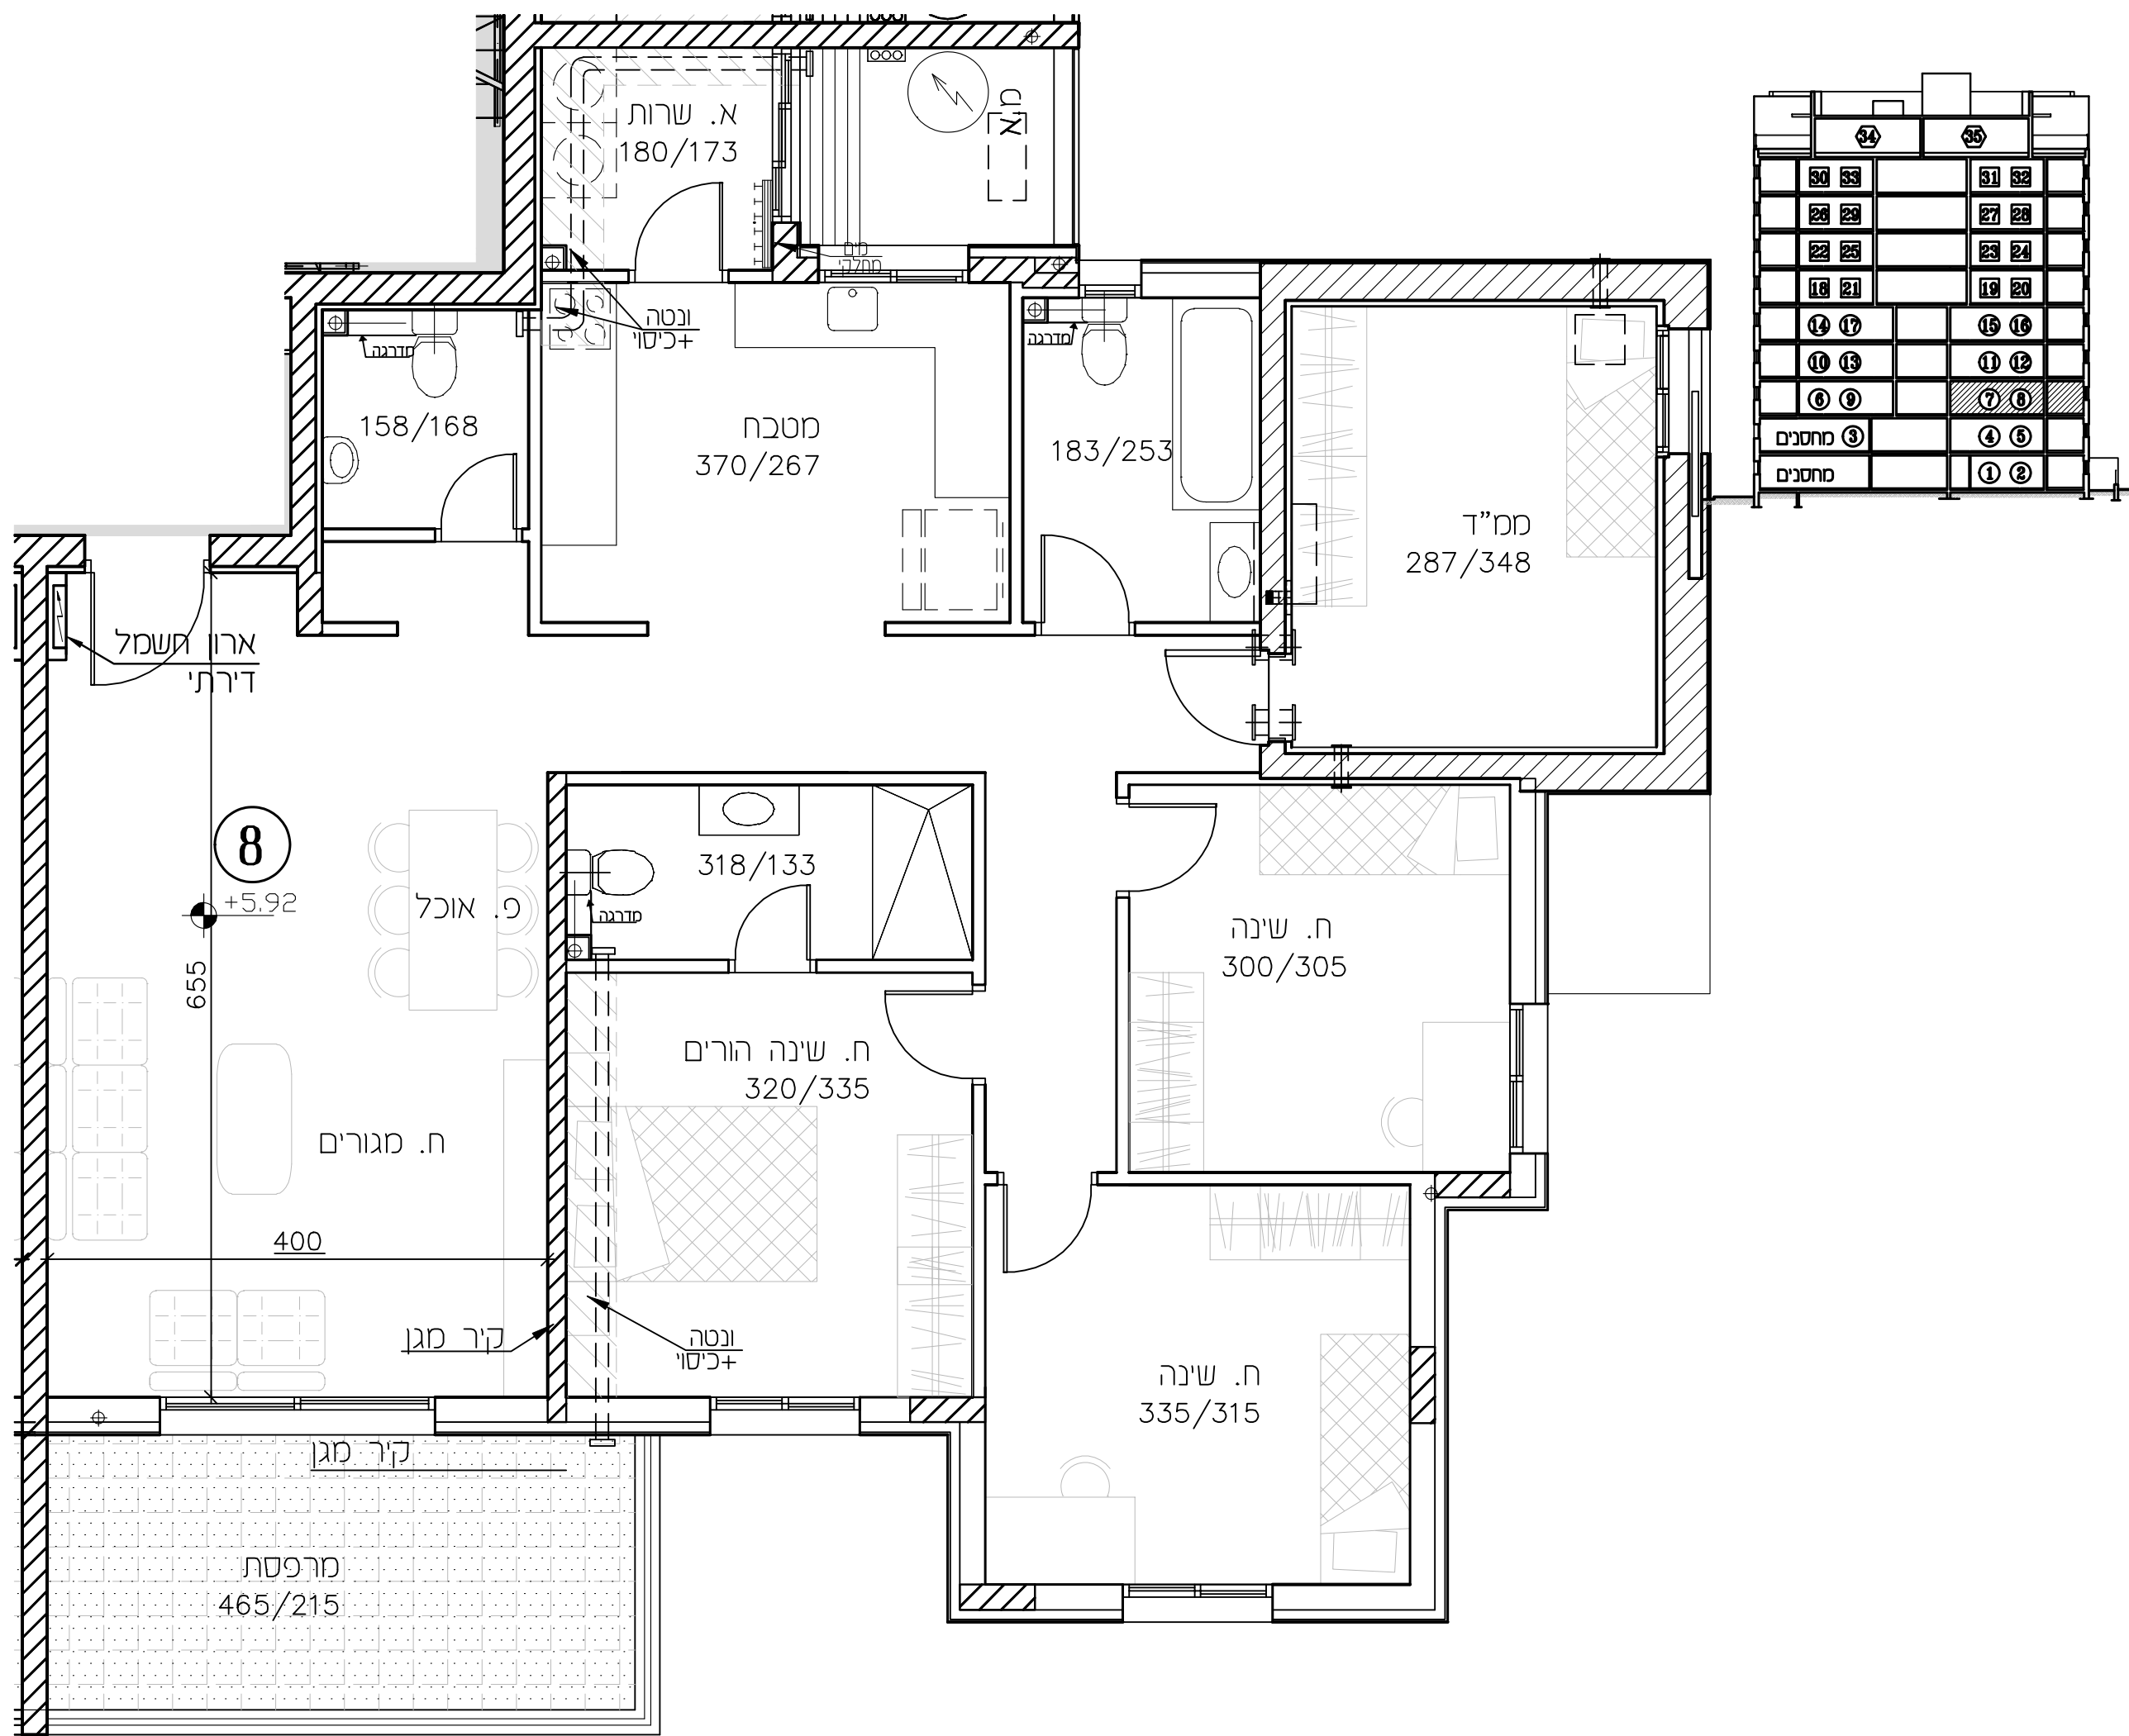 א. שרות
180/173
מ.א
מים
מחלקי
ונטה
+כיסוי
מדרגה
158/168
מטבח
370/267
מדרגה
183/253
ממ"ד
287/348
ארון חשמל
דירתי
8
+5.92
655
פ. אוכל
318/133
מדרגה
ח. שינה
300/305
ח. שינה הורים
320/335
ח. מגורים
400
קיר מגן
ונטה
+כיסוי
ח. שינה
335/315
קיר מגן
מרפסת
465/215
34 35
30 33 31 32
26 29 27 28
22 25 23 24
18 21 19 20
14 17 15 16
10 13 11 12
6 9 7 8
מחסנים 3 4 5
מחסנים 1 2